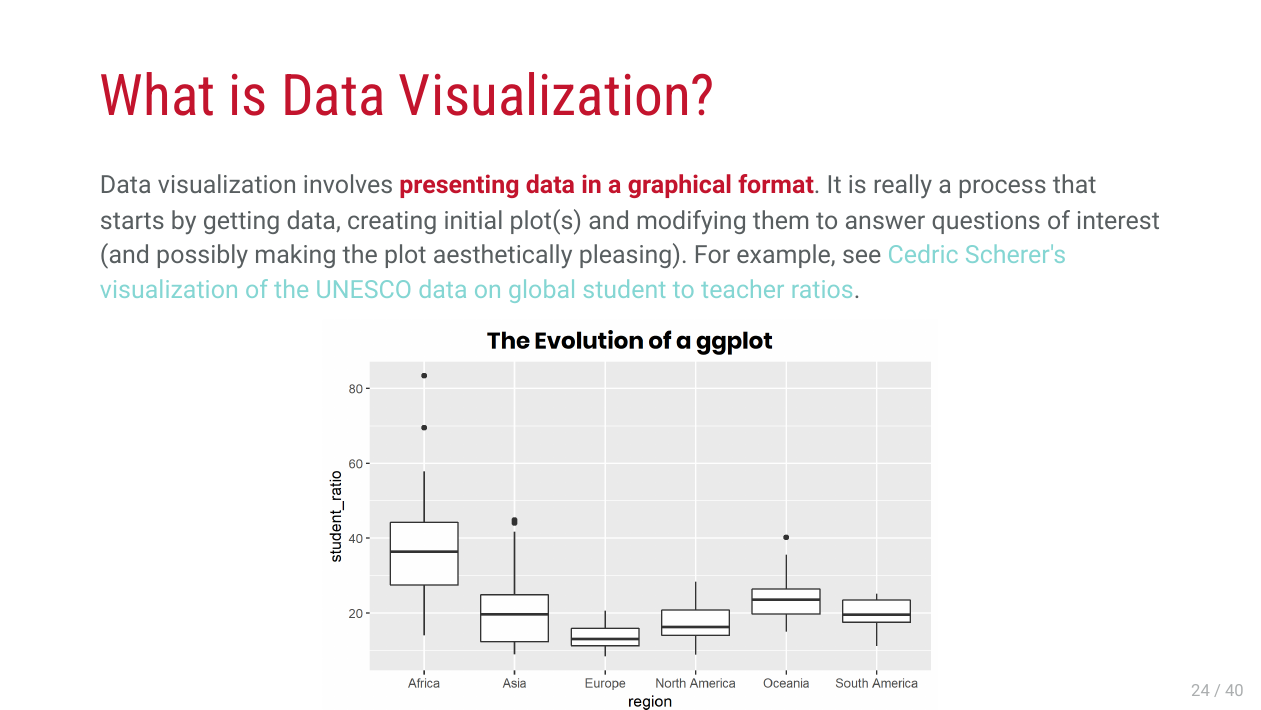 What is Data Visualization?
Data visualization involves presenting data in a graphical format. It is really a process that
starts by getting data, creating initial plot(s) and modifying them to answer questions of interest
(and possibly making the plot aesthetically pleasing). For example, see Cedric Scherer's
visualization of the UNESCO data on global student to teacher ratios.
The Evolution of a ggplot
80
60
40
20
student_ratio
Africa Asia Europe North America Oceania South America
region
24 / 40